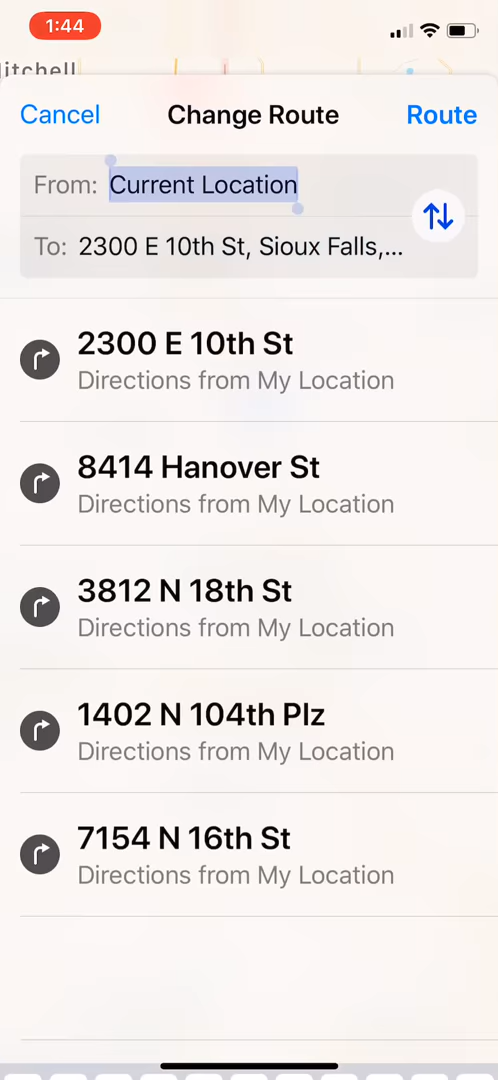 1:44
itchell
Cancel
Change Route
Route
From: Current Location
To: 2300 E 10th St, Sioux Falls,...
2300 E 10th St
Directions from My Location
8414 Hanover St
Directions from My Location
3812 N 18th St
Directions from My Location
1402 N 104th Plz
Directions from My Location
7154 N 16th St
Directions from My Location